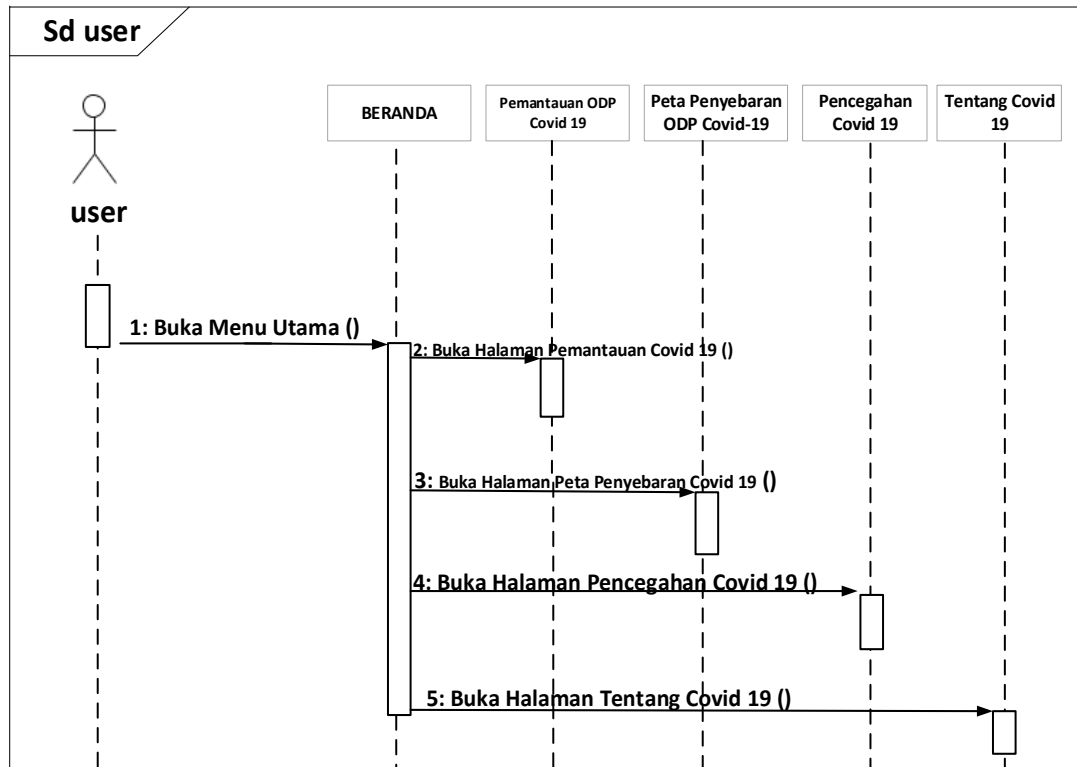 Sd user
user
BERANDA
Pemantauan ODP
Covid 19
Peta Penyebaran
ODP Covid-19
Pencegahan
Covid 19
Tentang Covid
19
1: Buka Menu Utama ()
2: Buka Halaman Pemantauan Covid 19 ()
3: Buka Halaman Peta Penyebaran Covid 19 ()
4: Buka Halaman Pencegahan Covid 19 ()
5: Buka Halaman Tentang Covid 19 ()